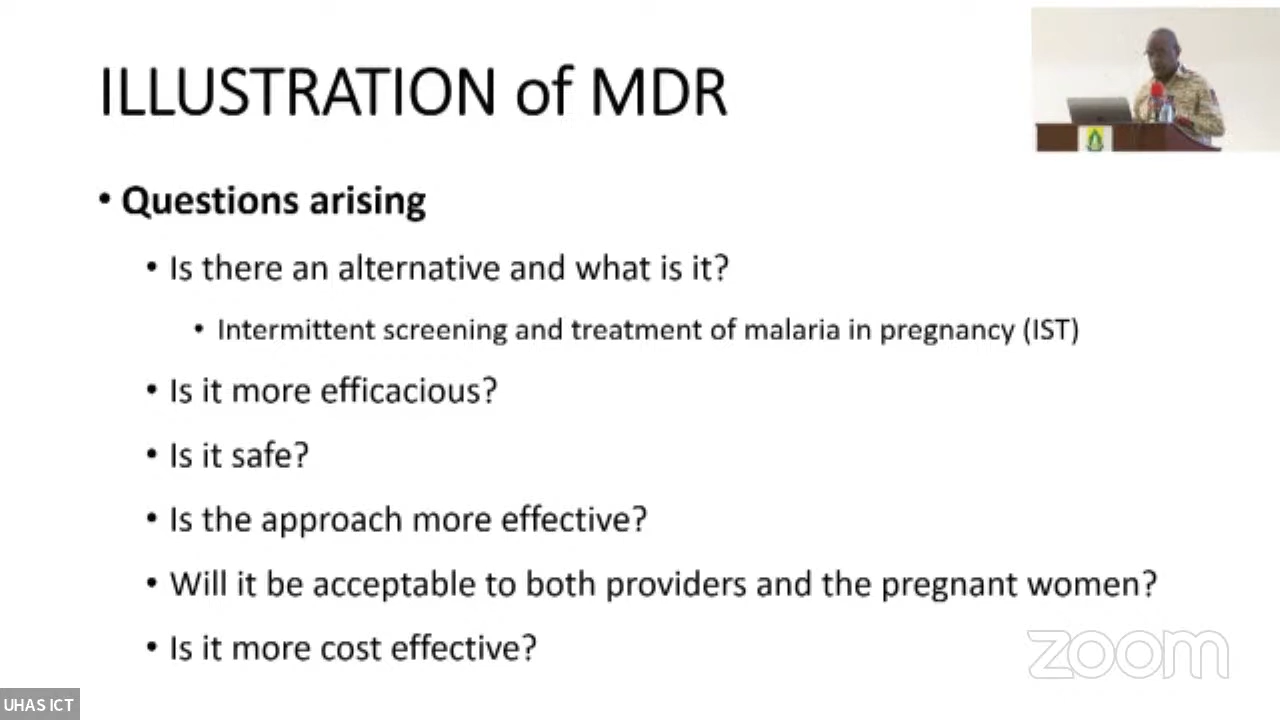 ILLUSTRATION of MDR
• Questions arising
• Is there an alternative and what is it?
• Intermittent screening and treatment of malaria in pregnancy (IST)
• Is it more efficacious?
• Is it safe?
• Is the approach more effective?
• Will it be acceptable to both providers and the pregnant women?
• Is it more cost effective?
zoom
UHAS ICT